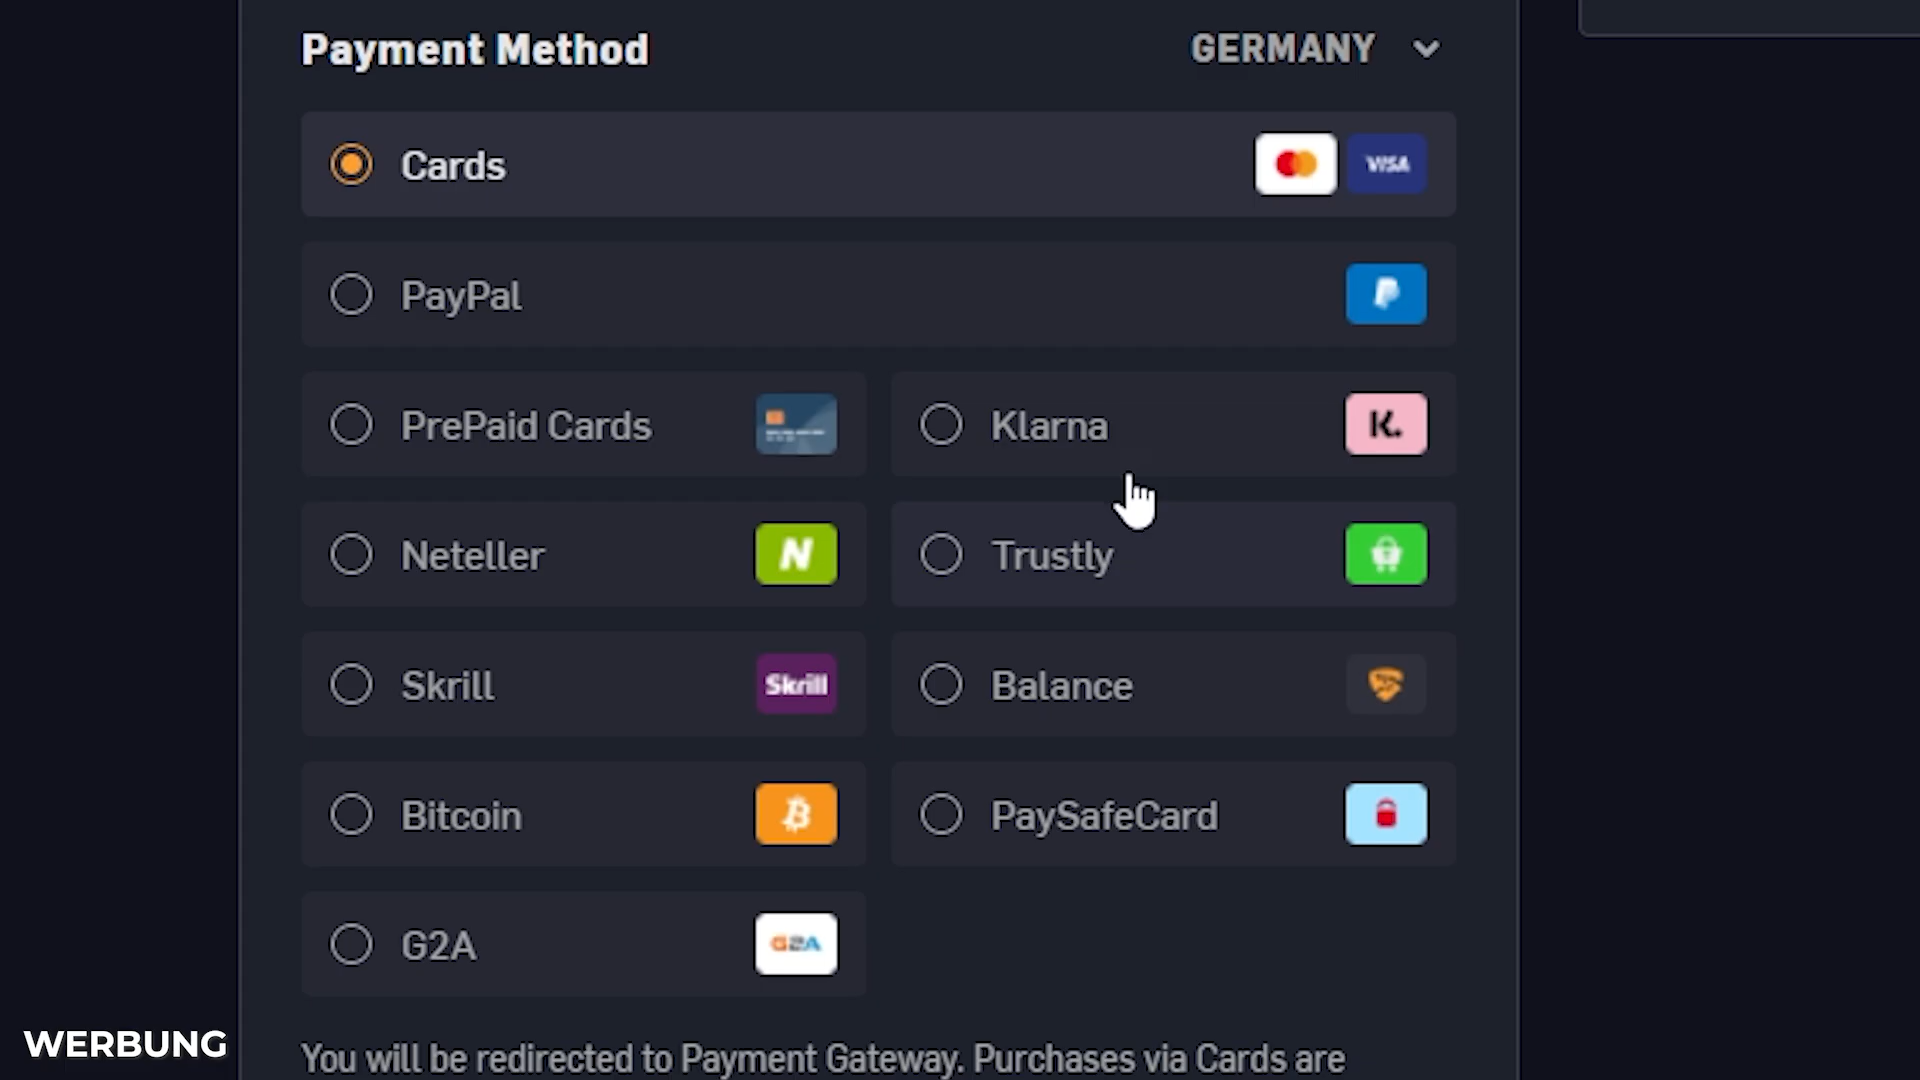 Payment Method
GERMANY
Cards
VISA
PayPal
PrePaid Cards
Klarna
K.
Neteller
N
Trustly
Skrill
Skrill
Balance
Bitcoin
PaySafeCard
G2A
G2A
WERBUNG
You will be redirected to Payment Gateway. Purchases via Cards are